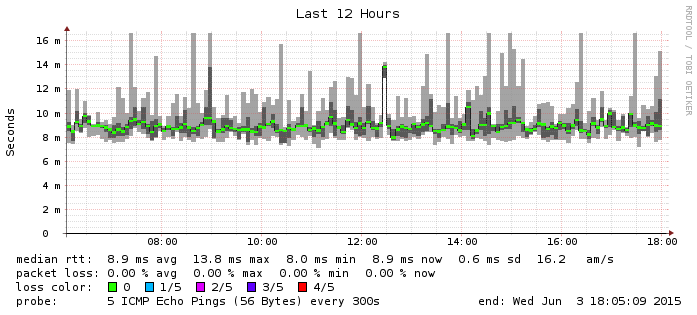 Last 12 Hours
RRDTOOL / TOBI OETIKER
Seconds
16 m
14 m
12 m
10 m
8 m
6 m
4 m
2 m
0
08:00 10:00 12:00 14:00 16:00 18:00
median rtt: 8.9 ms avg 13.8 ms max 8.0 ms min 8.9 ms now 0.6 ms sd 16.2 am/s
packet loss: 0.00 % avg 0.00 % max 0.00 % min 0.00 % now
loss color: 0 1/5 2/5 3/5 4/5
probe: 5 ICMP Echo Pings (56 Bytes) every 300s end: Wed Jun 3 18:05:09 2015